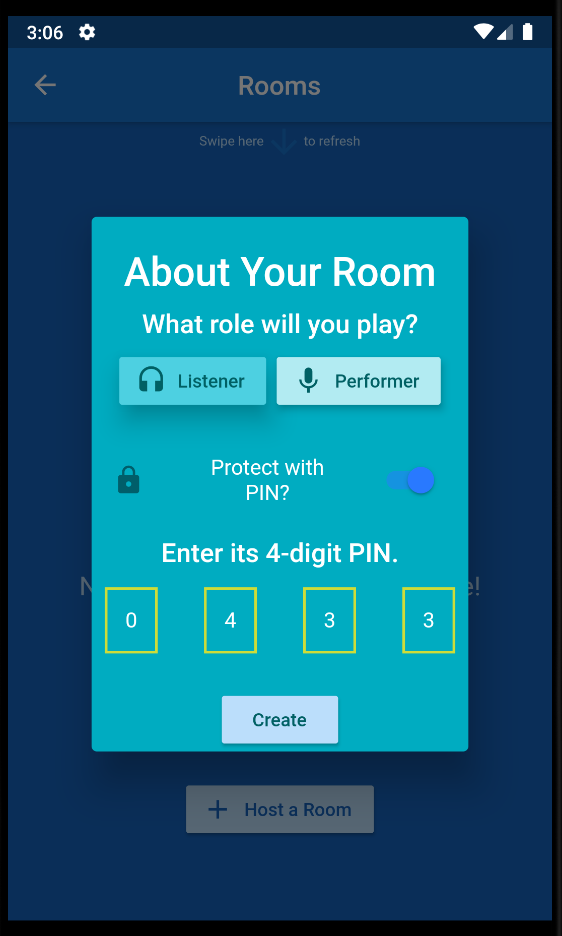 3:06
Rooms
Swipe here to refresh
About Your Room
What role will you play?
Listener Performer
Protect with
PIN?
Enter its 4-digit PIN.
0 4 3 3
Create
Host a Room